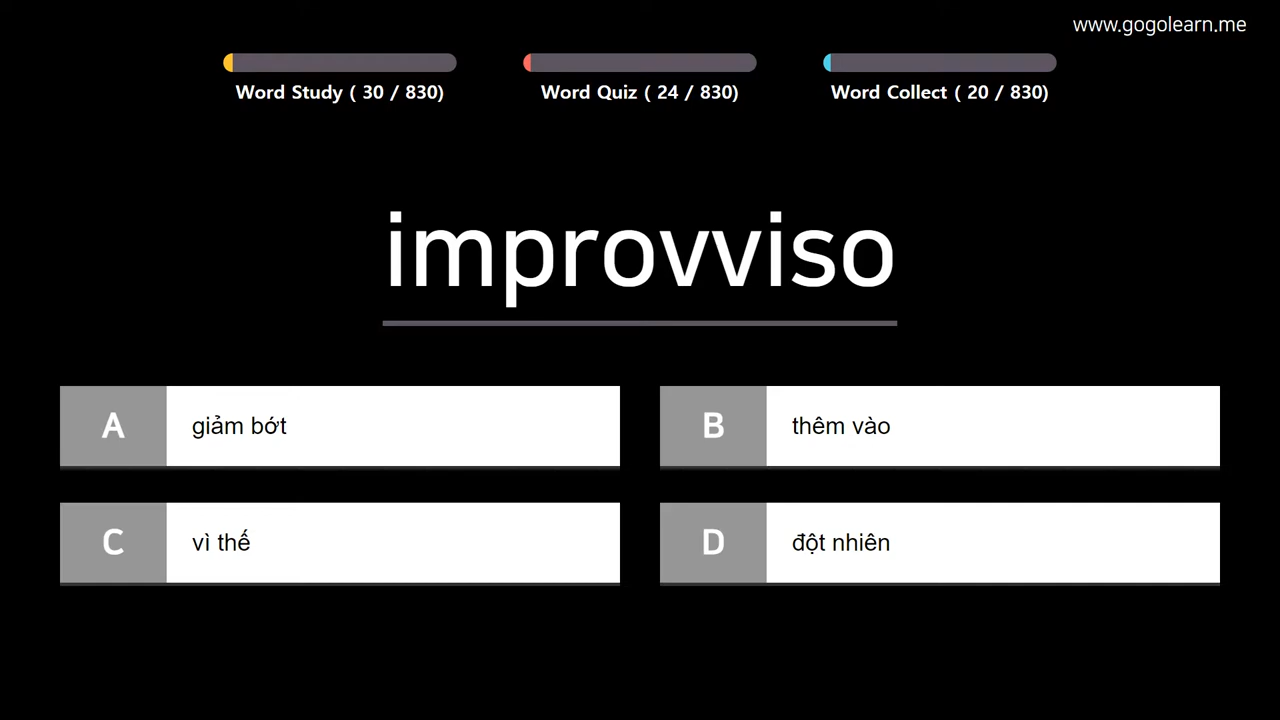 www.gogolearn.me
Word Study ( 30 / 830)
Word Quiz ( 24 / 830)
Word Collect ( 20 / 830)
improvviso
A giảm bớt
B thêm vào
C vì thế
D đột nhiên